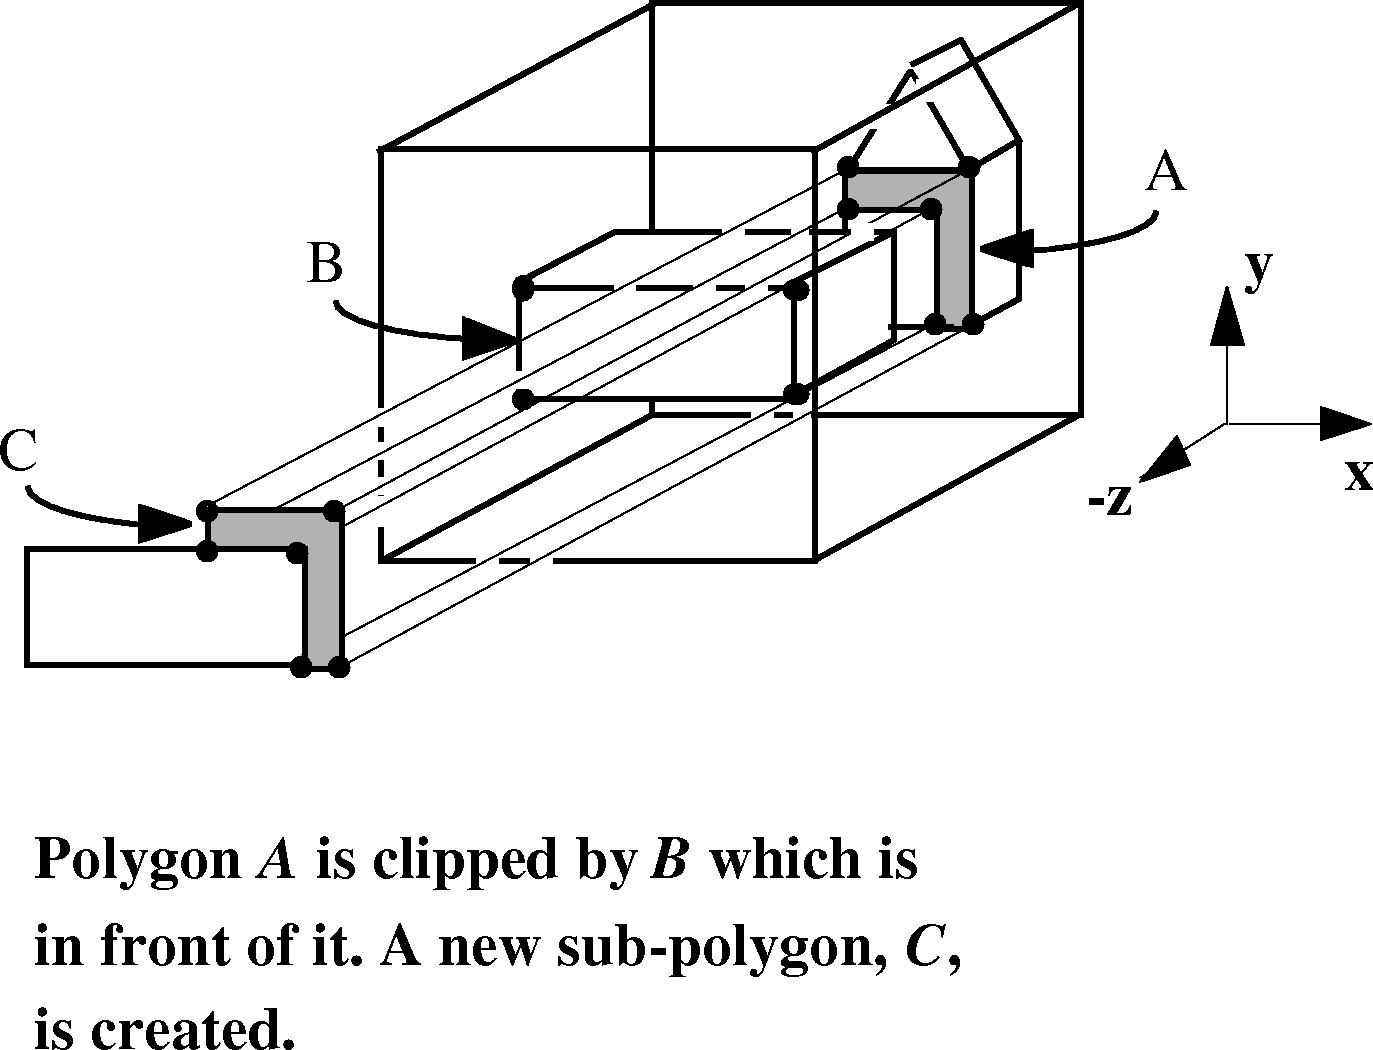 A
B
y
C
x
-z
Polygon A is clipped by B which is
in front of it. A new sub-polygon, C,
is created.